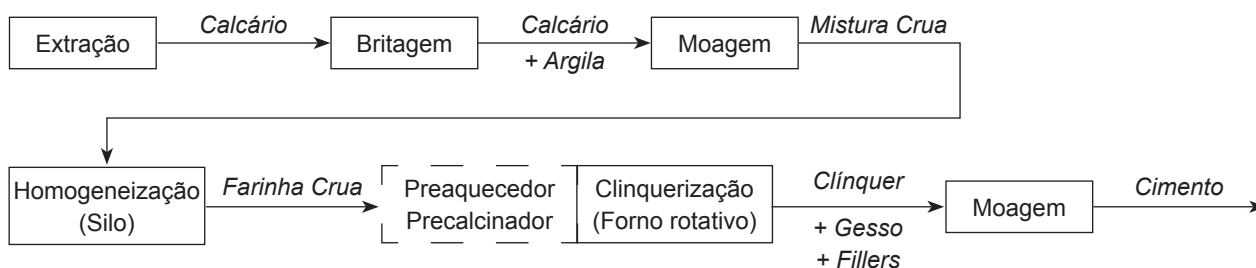 Extração
Calcário
Britagem
Calcário
+ Argila
Moagem
Mistura Crua
Homogeneização
(Silo)
Farinha Crua
Preaquecedor
Precalcinador
Clinquerização
(Forno rotativo)
Clínquer
+ Gesso
+ Fillers
Moagem
Cimento